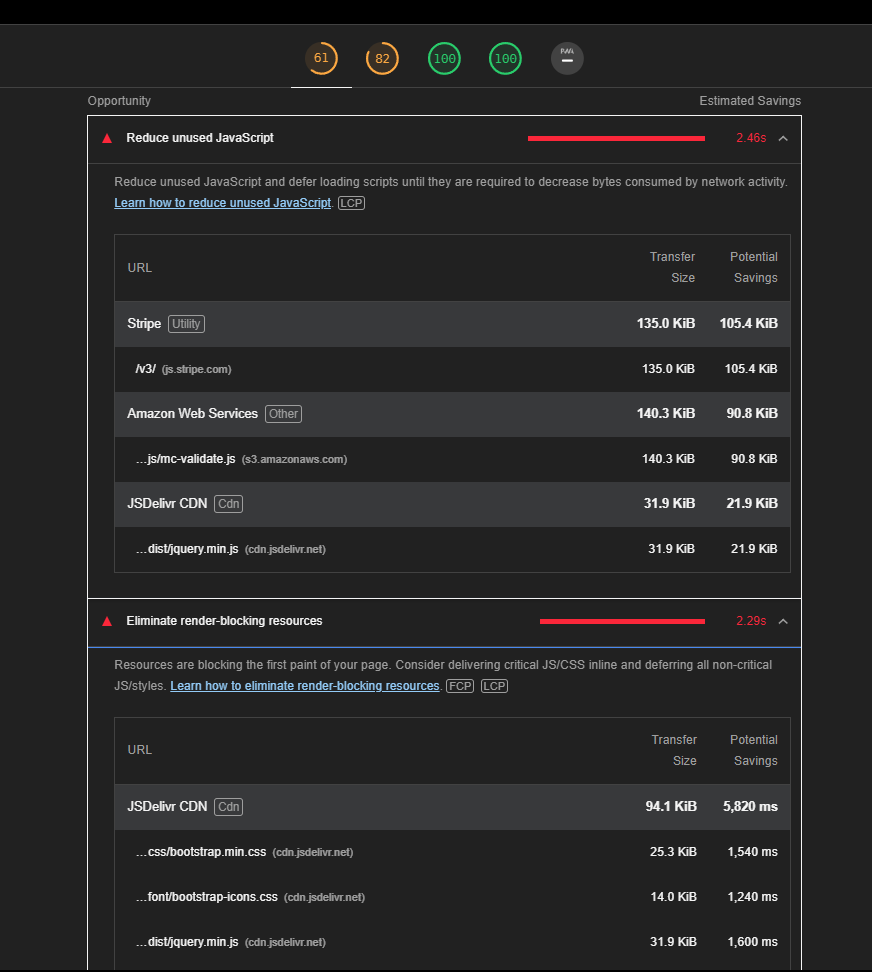 61 82 100 100 PWA
Opportunity Estimated Savings
Reduce unused JavaScript 2.46s
Reduce unused JavaScript and defer loading scripts until they are required to decrease bytes consumed by network activity.
Learn how to reduce unused JavaScript. LCP
URL Transfer Size Potential Savings
Stripe Utility 135.0 KiB 105.4 KiB
/v3/ (js.stripe.com) 135.0 KiB 105.4 KiB
Amazon Web Services Other 140.3 KiB 90.8 KiB
…js/mc-validate.js (s3.amazonaws.com) 140.3 KiB 90.8 KiB
JSDelivr CDN Cdn 31.9 KiB 21.9 KiB
…dist/jquery.min.js (cdn.jsdelivr.net) 31.9 KiB 21.9 KiB
Eliminate render-blocking resources 2.29s
Resources are blocking the first paint of your page. Consider delivering critical JS/CSS inline and deferring all non-critical
JS/styles. Learn how to eliminate render-blocking resources. FCP LCP
URL Transfer Size Potential Savings
JSDelivr CDN Cdn 94.1 KiB 5,820 ms
…css/bootstrap.min.css (cdn.jsdelivr.net) 25.3 KiB 1,540 ms
…font/bootstrap-icons.css (cdn.jsdelivr.net) 14.0 KiB 1,240 ms
…dist/jquery.min.js (cdn.jsdelivr.net) 31.9 KiB 1,600 ms